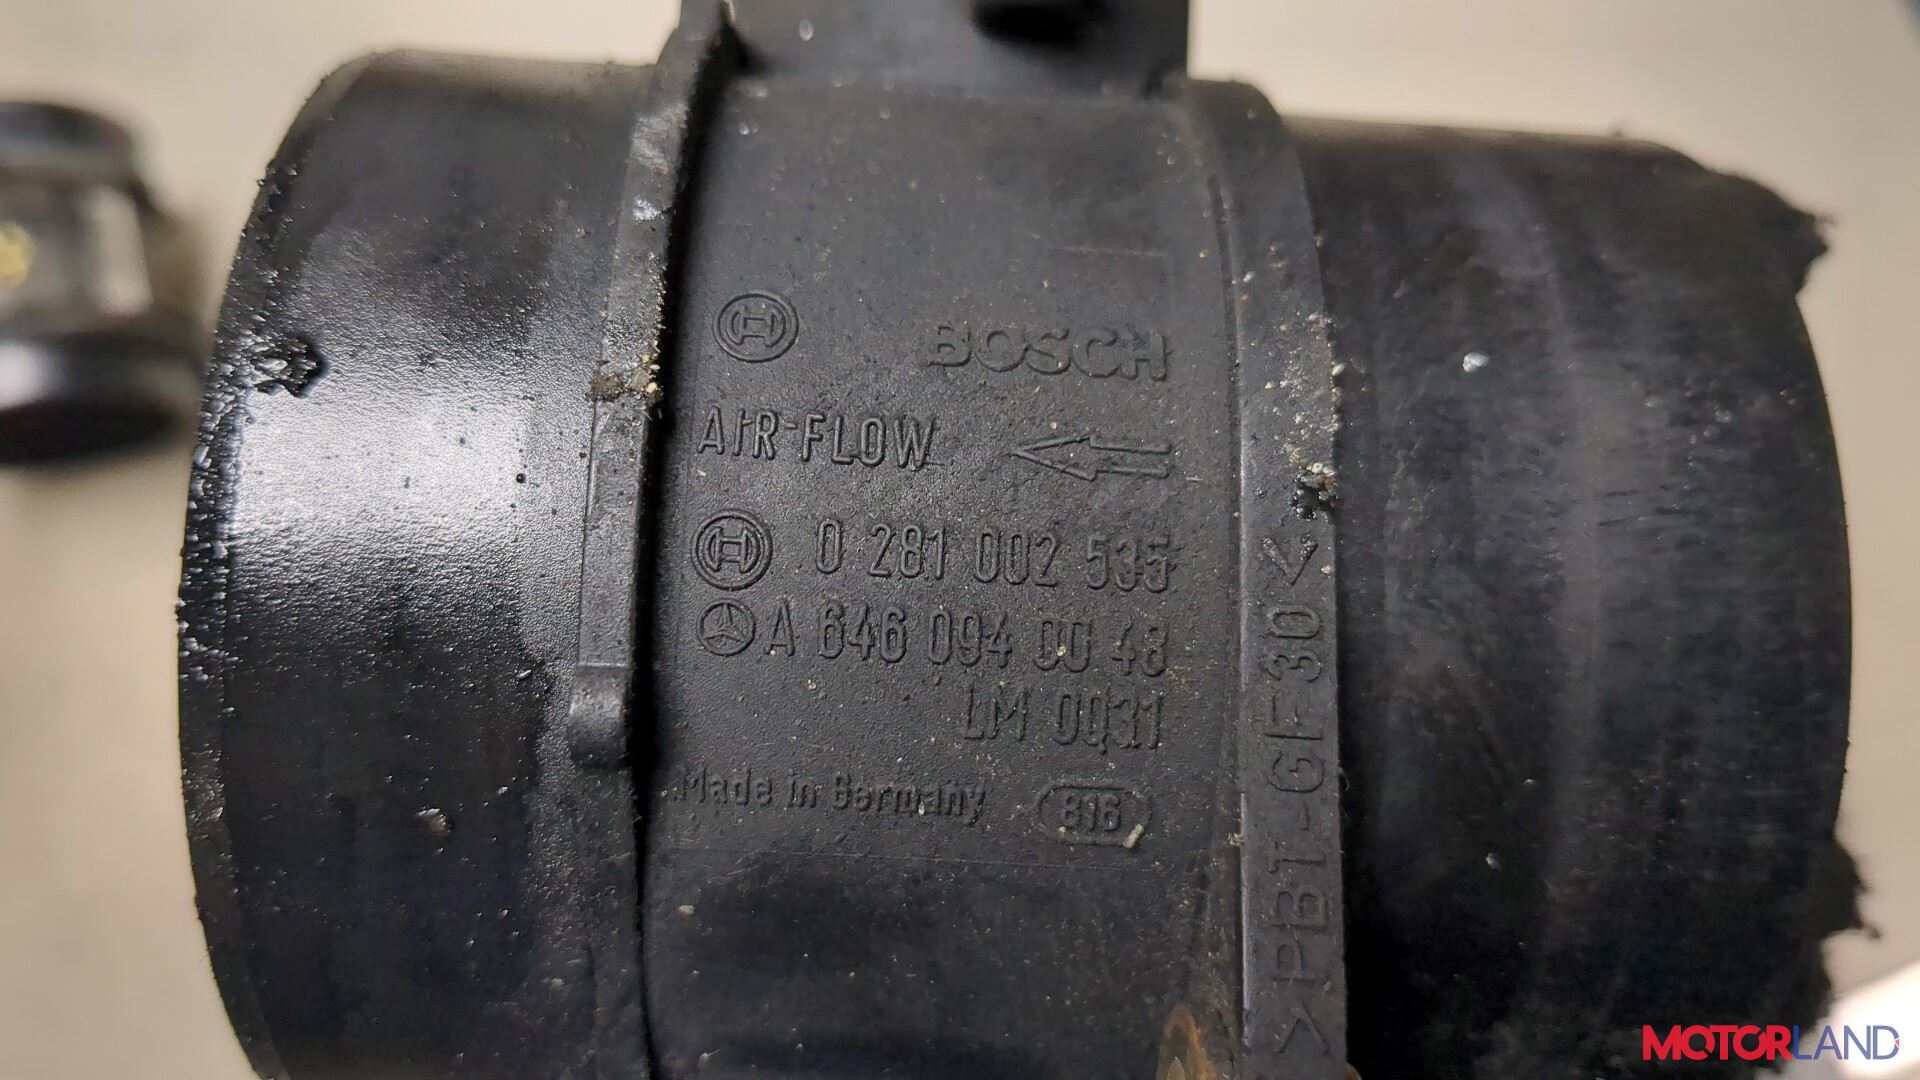 BOSCH
AIR FLOW
0 281 002 535
A 646 094 00 48
LM 0031
Made in Germany 816
>PBT-GF30<
MOTORLAND